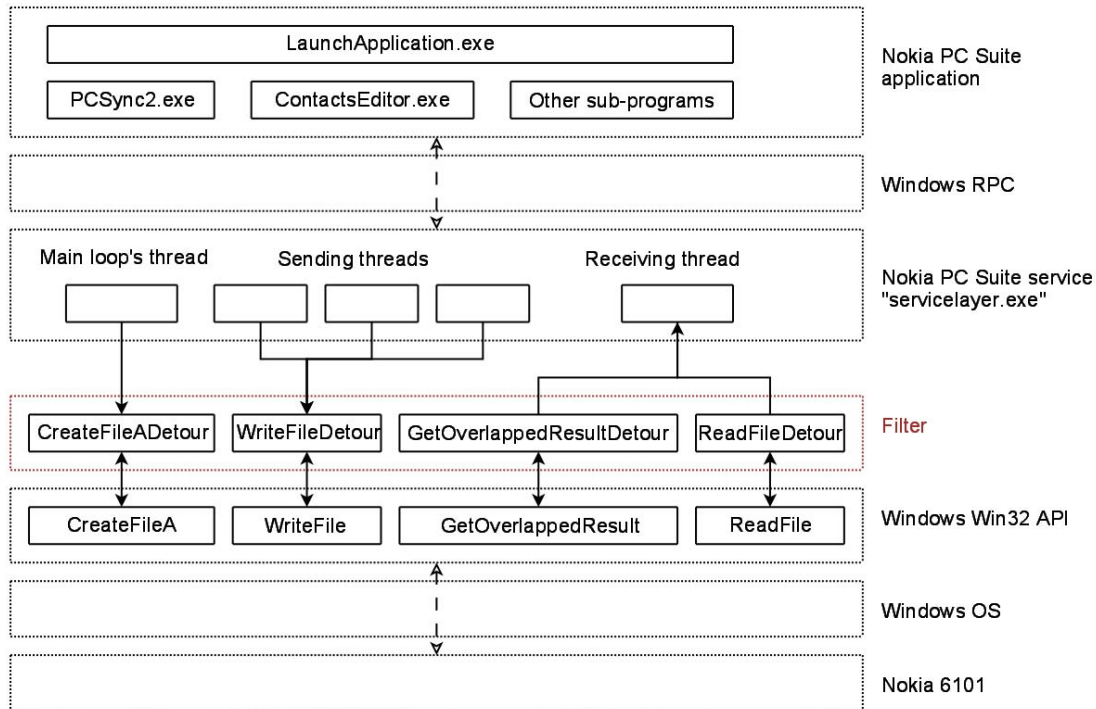 LaunchApplication.exe
PCSync2.exe
ContactsEditor.exe
Other sub-programs
Nokia PC Suite
application
Windows RPC
Main loop's thread
Sending threads
Receiving thread
Nokia PC Suite service
"servicelayer.exe"
CreateFileADetour
WriteFileDetour
GetOverlappedResultDetour
ReadFileDetour
Filter
CreateFileA
WriteFile
GetOverlappedResult
ReadFile
Windows Win32 API
Windows OS
Nokia 6101